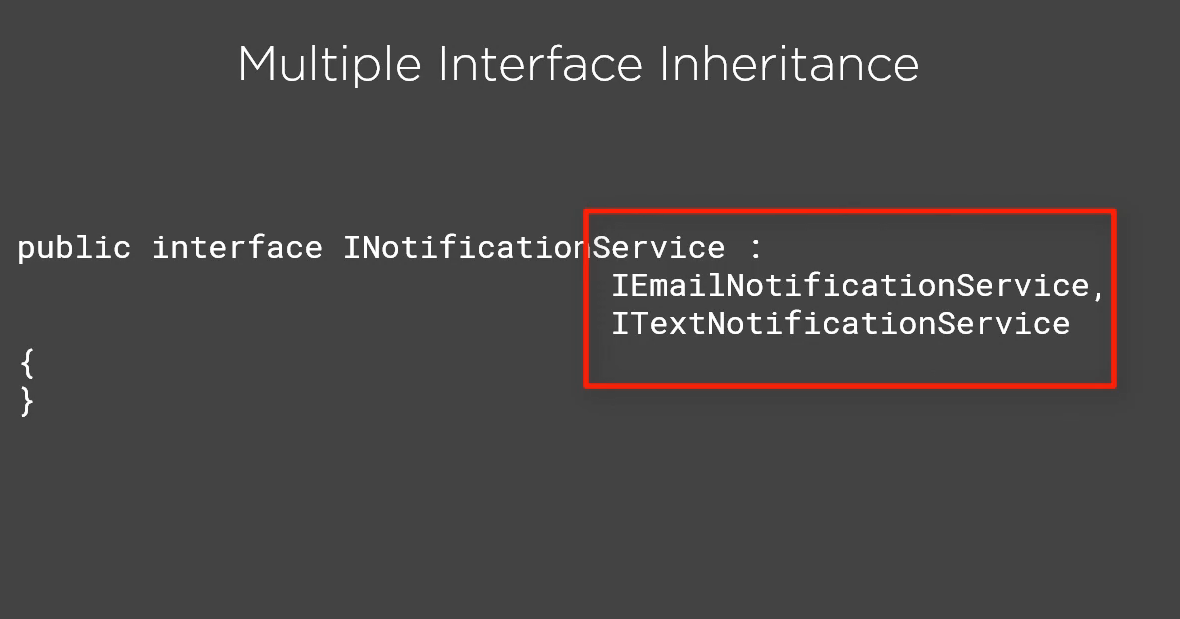 Multiple Interface Inheritance
public interface INotificationService :
IEmailNotificationService,
ITextNotificationService
{
}